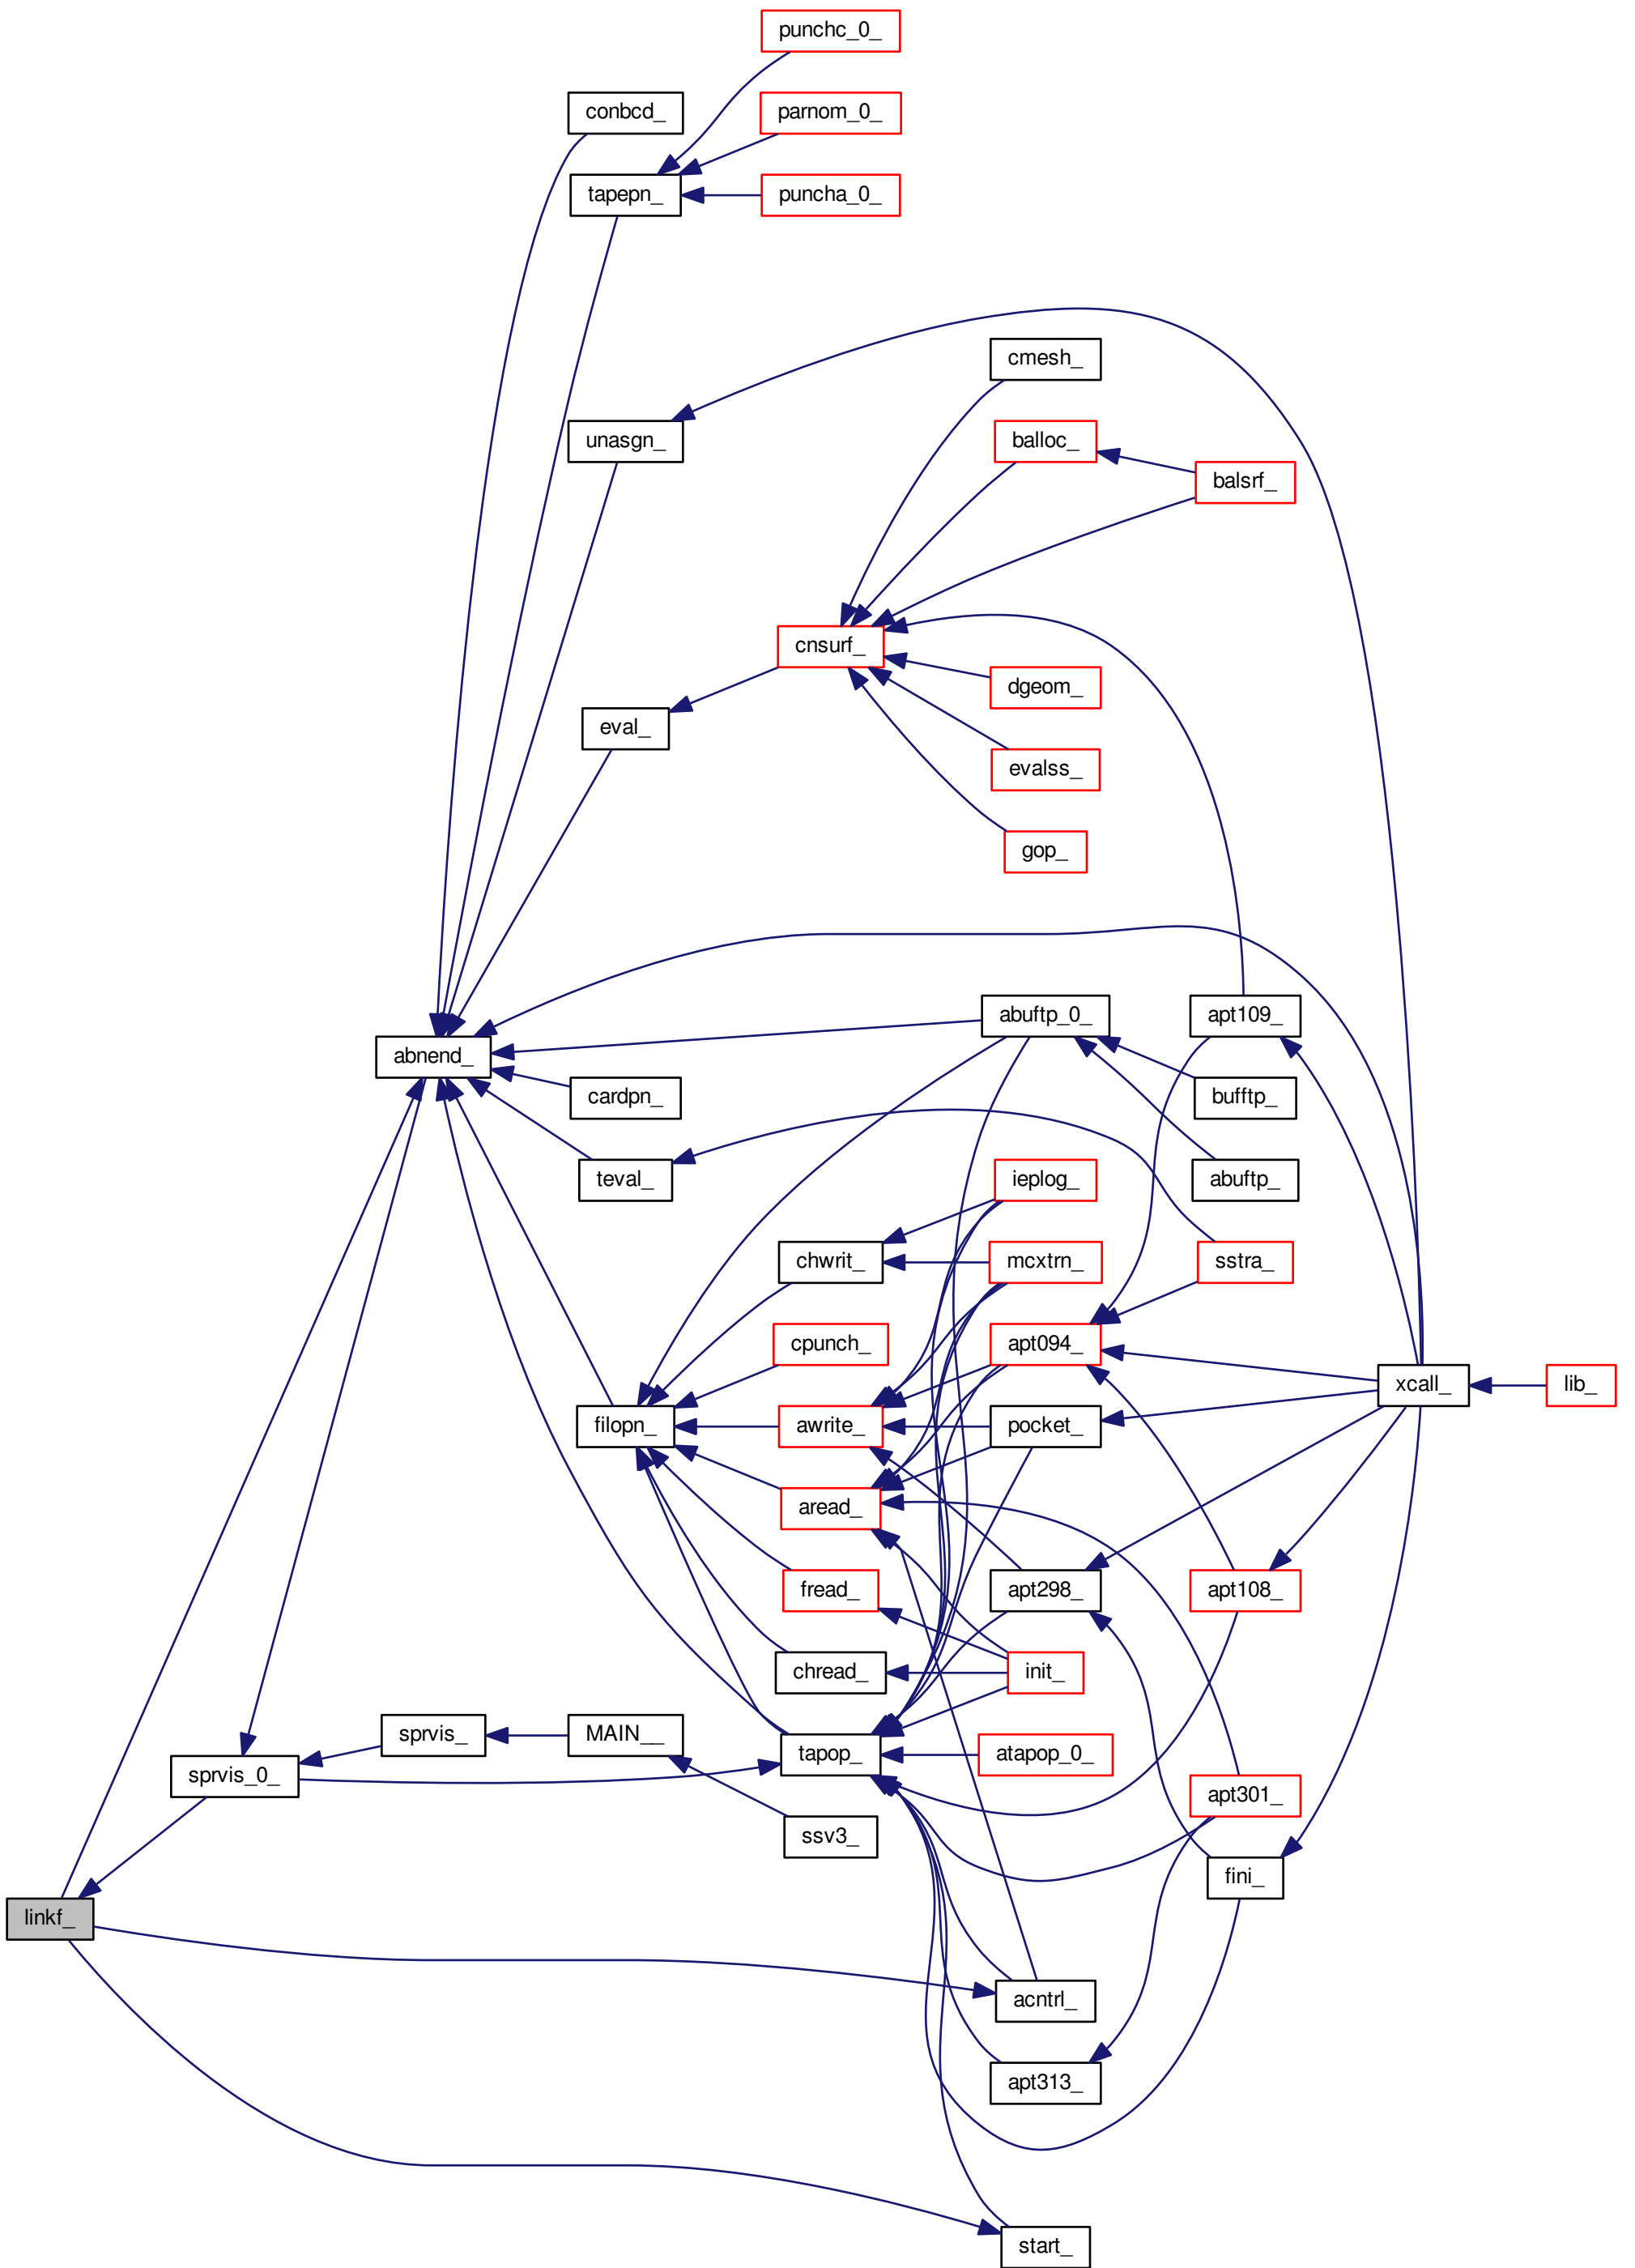 punchc_0_
conbcd_
parnom_0_
tapepn_
puncha_0_
cmesh_
unasgn_
balloc_
balsrf_
cnsurf_
dgeom_
eval_
evalss_
gop_
abuftp_0_
apt109_
abnend_
cardpn_
bufftp_
teval_
ieplog_
abuftp_
chwrit_
mcxtrn_
sstra_
cpunch_
apt094_
xcall_
lib_
filopn_
awrite_
pocket_
aread_
fread_
apt298_
apt108_
chread_
init_
sprvis_
MAIN__
sprvis_0_
tapop_
atapop_0_
apt301_
ssv3_
fini_
linkf_
acntrl_
apt313_
start_